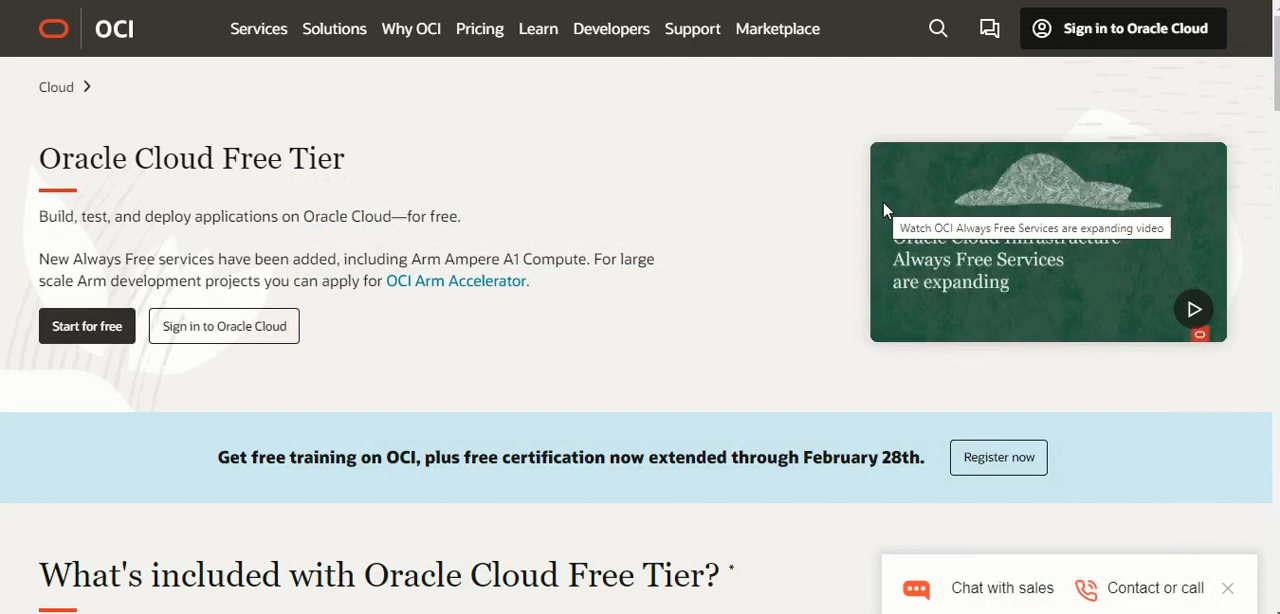 OCI
Services Solutions Why OCI Pricing Learn Developers Support Marketplace
Sign in to Oracle Cloud
Cloud
Oracle Cloud Free Tier
Build, test, and deploy applications on Oracle Cloud—for free.
New Always Free services have been added, including Arm Ampere A1 Compute. For large
scale Arm development projects you can apply for OCI Arm Accelerator.
Start for free
Sign in to Oracle Cloud
Watch OCI Always Free Services are expanding video
Oracle Cloud Infrastructure
Always Free Services
are expanding
Get free training on OCI, plus free certification now extended through February 28th.
Register now
What's included with Oracle Cloud Free Tier? *
Chat with sales
Contact or call